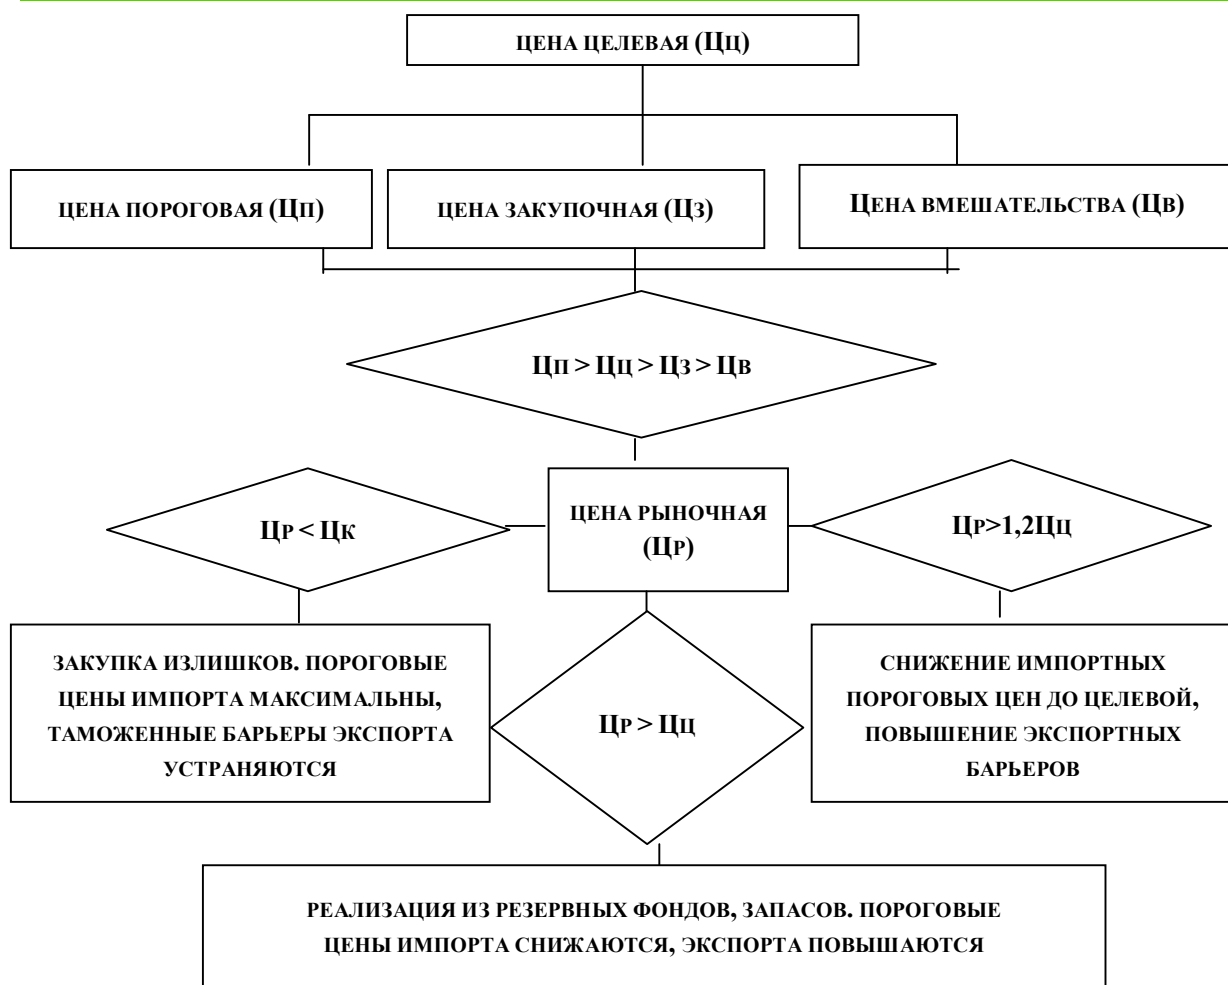 ЦЕНА ЦЕЛЕВАЯ (ЦЦ)
ЦЕНА ПОРОГОВАЯ (ЦП)
ЦЕНА ЗАКУПОЧНАЯ (ЦЗ)
ЦЕНА ВМЕШАТЕЛЬСТВА (ЦВ)
ЦП > ЦЦ > ЦЗ > ЦВ
ЦР < ЦК
ЦЕНА РЫНОЧНАЯ
(ЦР)
ЦР>1,2ЦЦ
ЗАКУПКА ИЗЛИШКОВ. ПОРОГОВЫЕ
ЦЕНЫ ИМПОРТА МАКСИМАЛЬНЫ,
ТАМОЖЕННЫЕ БАРЬЕРЫ ЭКСПОРТА
УСТРАНЯЮТСЯ
ЦР > ЦЦ
СНИЖЕНИЕ ИМПОРТНЫХ
ПОРОГОВЫХ ЦЕН ДО ЦЕЛЕВОЙ,
ПОВЫШЕНИЕ ЭКСПОРТНЫХ
БАРЬЕРОВ
РЕАЛИЗАЦИЯ ИЗ РЕЗЕРВНЫХ ФОНДОВ, ЗАПАСОВ. ПОРОГОВЫЕ
ЦЕНЫ ИМПОРТА СНИЖАЮТСЯ, ЭКСПОРТА ПОВЫШАЮТСЯ